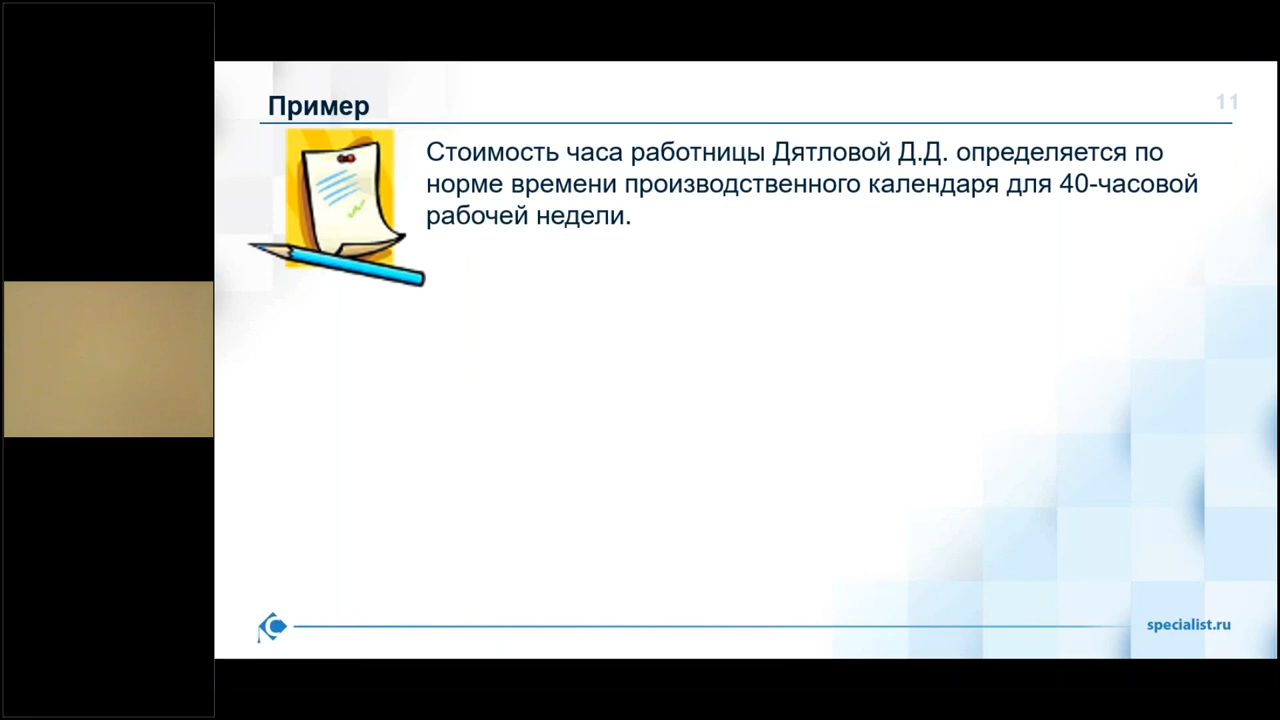 Пример
11
Стоимость часа работницы Дятловой Д.Д. определяется по
норме времени производственного календаря для 40-часовой
рабочей недели.
specialist.ru